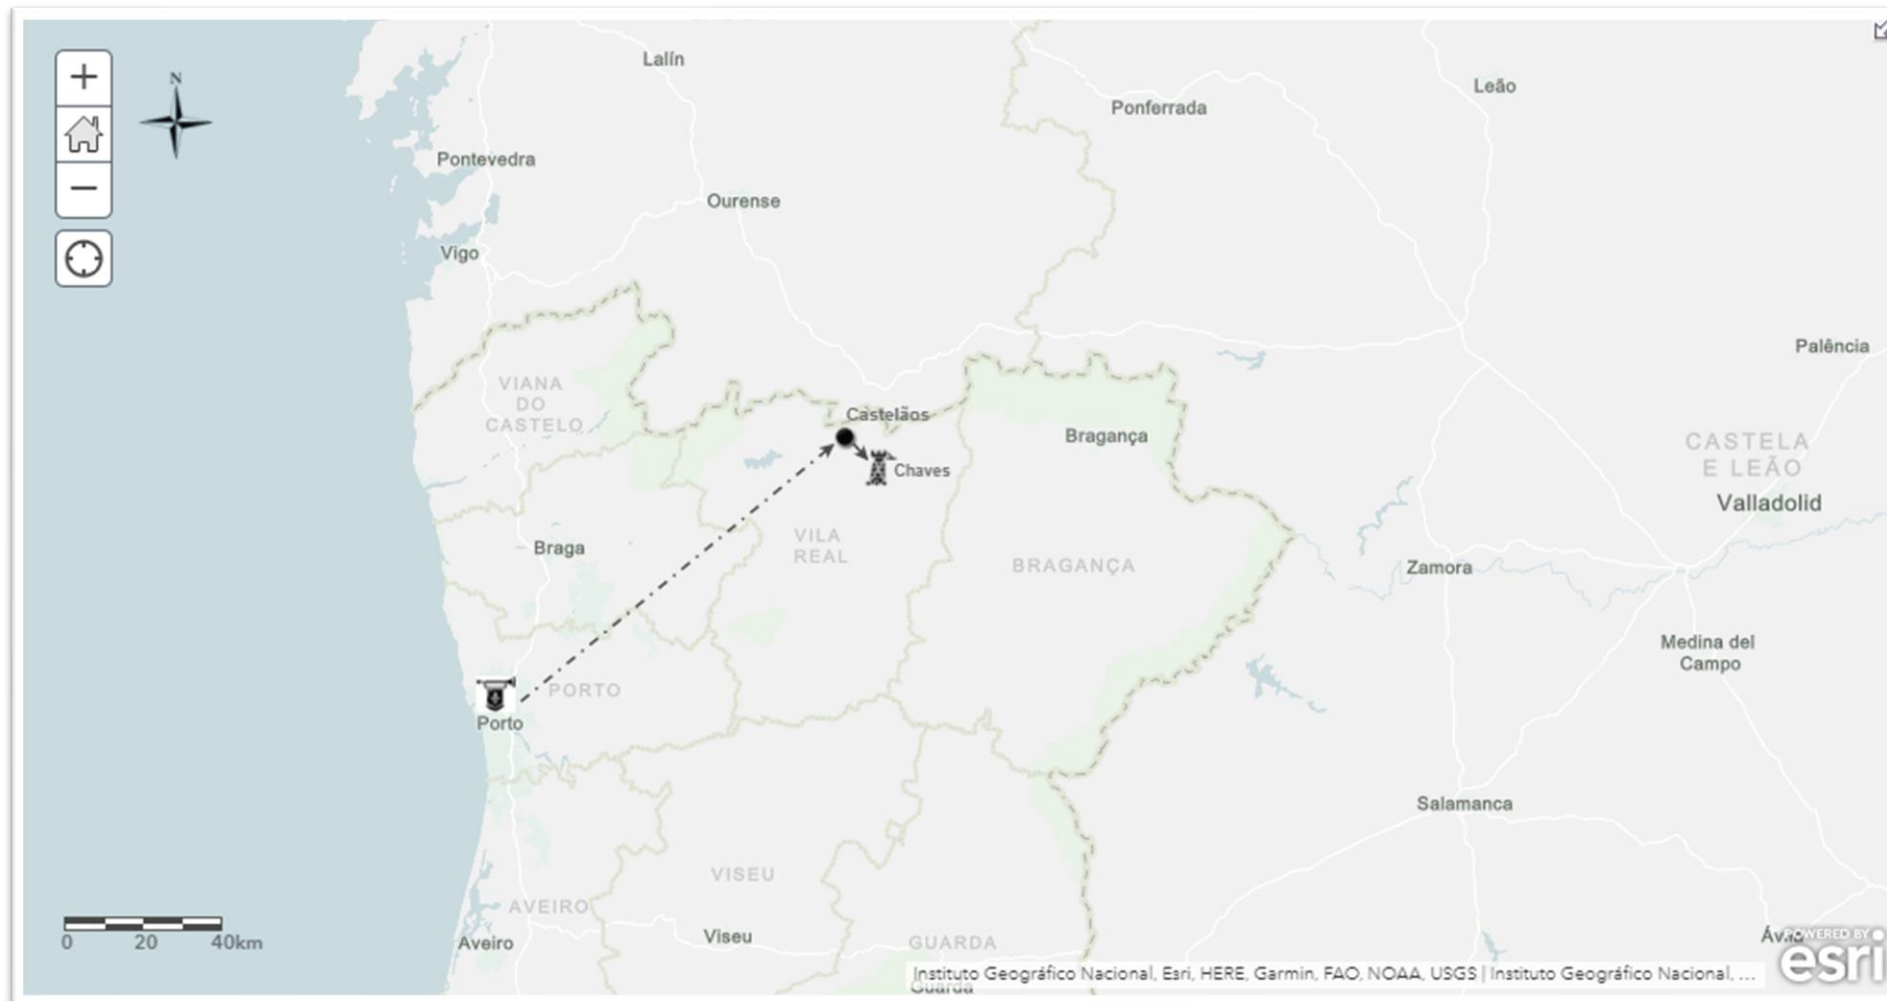 +
N
−
Lalín
Leão
Ponferrada
Pontevedra
Ourense
Vigo
Palência
VIANA
DO
CASTELO
Castelãos
Bragança
Chaves
CASTELA
E LEÃO
Valladolid
VILA
REAL
Braga
BRAGANÇA
Zamora
Medina del
Campo
PORTO
Porto
Salamanca
VISEU
AVEIRO
Viseu
Aveiro
GUARDA
0 20 40km
POWERED BY
esri
Instituto Geográfico Nacional, Esri, HERE, Garmin, FAO, NOAA, USGS | Instituto Geográfico Nacional, ...
Guarda